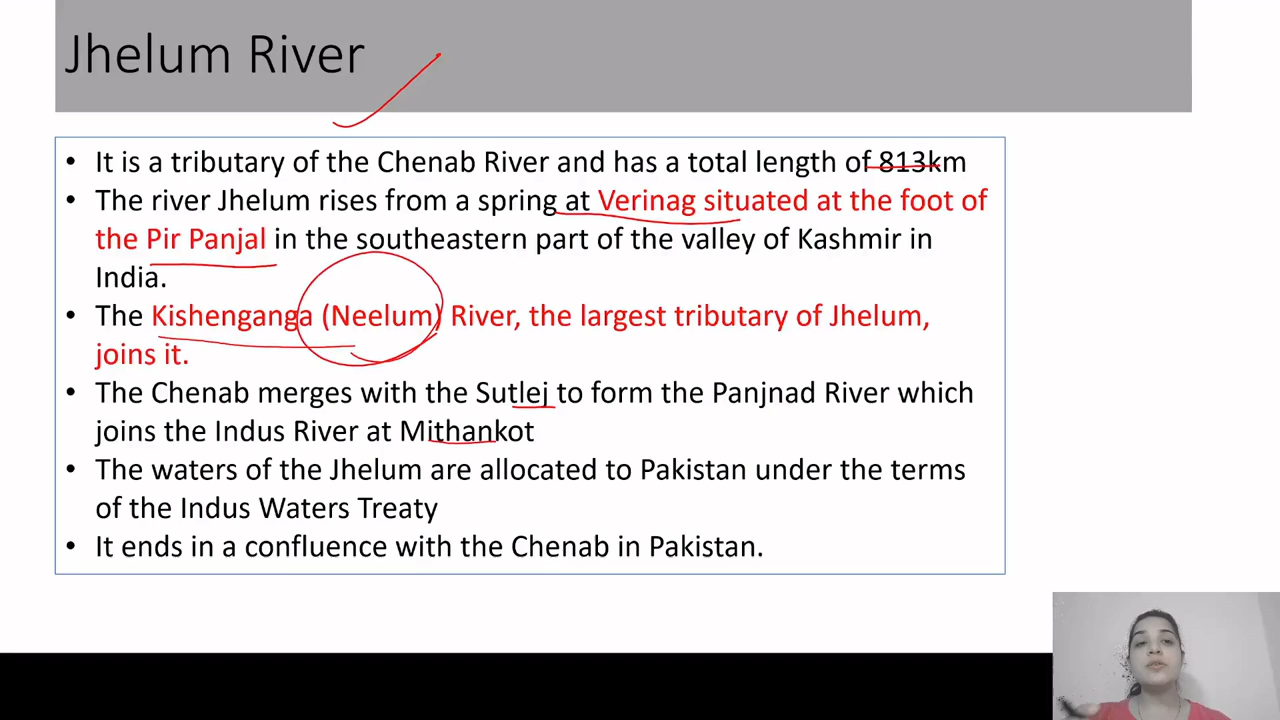 Jhelum River
• It is a tributary of the Chenab River and has a total length of 813km
• The river Jhelum rises from a spring at Verinag situated at the foot of
the Pir Panjal in the southeastern part of the valley of Kashmir in
India.
• The Kishenganga (Neelum) River, the largest tributary of Jhelum,
joins it.
• The Chenab merges with the Sutlej to form the Panjnad River which
joins the Indus River at Mithankot
• The waters of the Jhelum are allocated to Pakistan under the terms
of the Indus Waters Treaty
• It ends in a confluence with the Chenab in Pakistan.